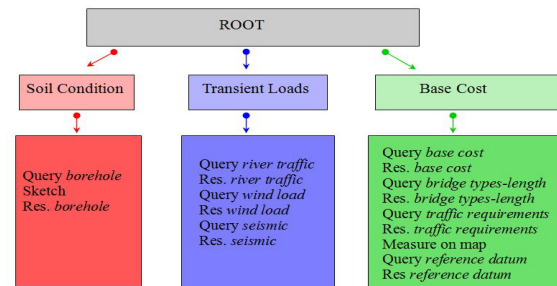 ROOT
Soil Condition
Transient Loads
Base Cost
Query borehole
Sketch
Res. borehole
Query river traffic
Res. river traffic
Query wind load
Res wind load
Query seismic
Res. seismic
Query base cost
Res. base cost
Query bridge types-length
Res. bridge types-length
Query traffic requirements
Res. traffic requirements
Measure on map
Query reference datum
Res reference datum